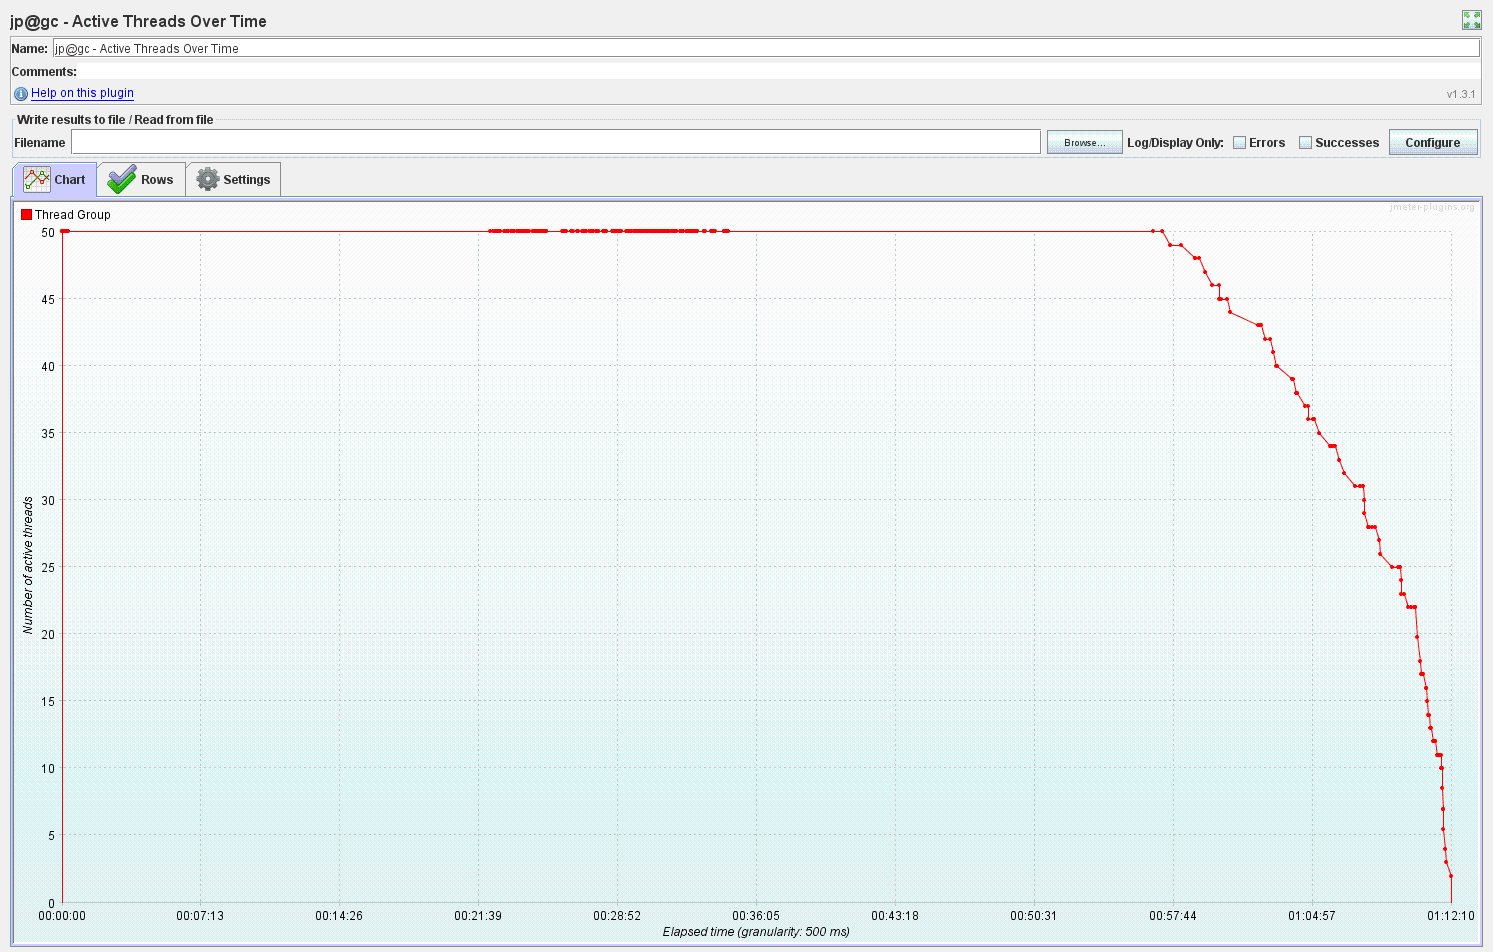 jp@gc - Active Threads Over Time
Name: jp@gc - Active Threads Over Time
Comments:
Help on this plugin
v1.3.1
Write results to file / Read from file
Filename Browse... Log/Display Only: Errors Successes Configure
Chart Rows Settings
Thread Group
jmeter-plugins.org
50
45
40
35
30
25
20
15
10
5
0
Number of active threads
00:00:00 00:07:13 00:14:26 00:21:39 00:28:52 00:36:05 00:43:18 00:50:31 00:57:44 01:04:57 01:12:10
Elapsed time (granularity: 500 ms)